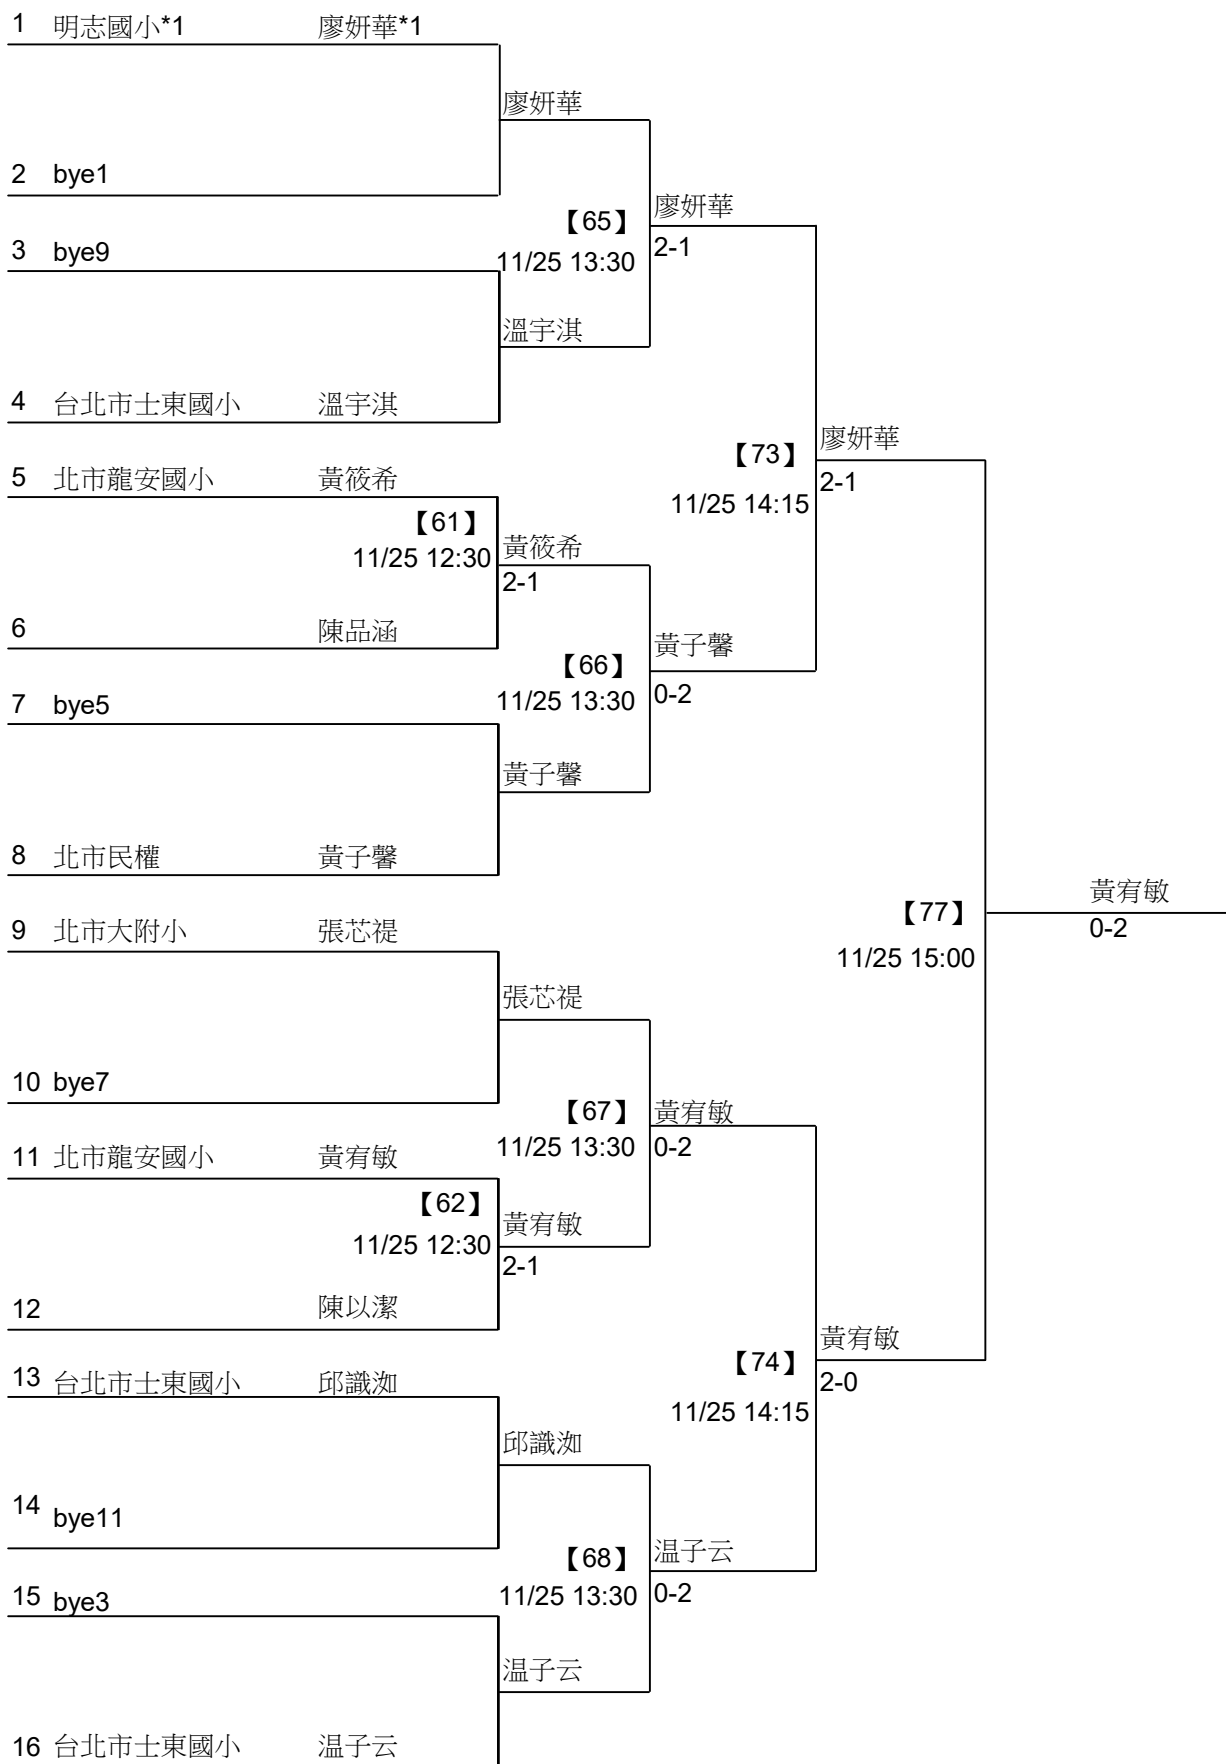 1 明志國小*1 廖妍華*1
廖妍華
2 bye1
廖妍華
【65】
2-1
3 bye9
11/25 13:30
溫宇淇
4 台北市士東國小 溫宇淇
廖妍華
【73】
5 北市龍安國小 黃筱希
2-1
11/25 14:15
【61】
黃筱希
11/25 12:30
2-1
6 陳品涵
黃子馨
【66】
0-2
11/25 13:30
7 bye5
黃子馨
8 北市民權 黃子馨
黃宥敏
【77】
0-2
9 北市大附小 張芯禔
11/25 15:00
張芯禔
10 bye7
【67】
黃宥敏
11/25 13:30
0-2
11 北市龍安國小 黃宥敏
【62】
黃宥敏
11/25 12:30
2-1
12 陳以潔
黃宥敏
【74】
2-0
13 台北市士東國小 邱識洳
11/25 14:15
邱識洳
14 bye11
温子云
【68】
0-2
11/25 13:30
15 bye3
温子云
16 台北市士東國小 温子云